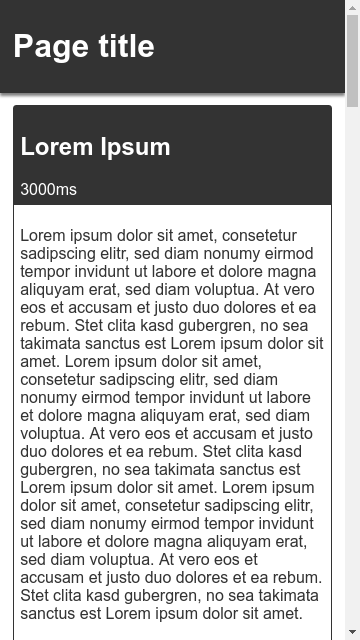 Page title
Lorem Ipsum
3000ms
Lorem ipsum dolor sit amet, consetetur
sadipscing elitr, sed diam nonumy eirmod
tempor invidunt ut labore et dolore magna
aliquyam erat, sed diam voluptua. At vero
eos et accusam et justo duo dolores et ea
rebum. Stet clita kasd gubergren, no sea
takimata sanctus est Lorem ipsum dolor sit
amet. Lorem ipsum dolor sit amet,
consetetur sadipscing elitr, sed diam
nonumy eirmod tempor invidunt ut labore
et dolore magna aliquyam erat, sed diam
voluptua. At vero eos et accusam et justo
duo dolores et ea rebum. Stet clita kasd
gubergren, no sea takimata sanctus est
Lorem ipsum dolor sit amet. Lorem ipsum
dolor sit amet, consetetur sadipscing elitr,
sed diam nonumy eirmod tempor invidunt
ut labore et dolore magna aliquyam erat,
sed diam voluptua. At vero eos et
accusam et justo duo dolores et ea rebum.
Stet clita kasd gubergren, no sea takimata
sanctus est Lorem ipsum dolor sit amet.